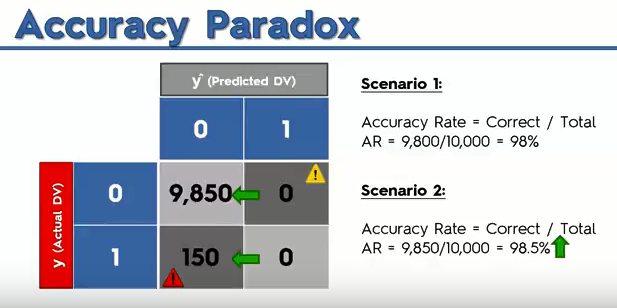 Accuracy Paradox
ŷ (Predicted DV)
0 1
y (Actual DV)
0 9,850 0
1 150 0
Scenario 1:
Accuracy Rate = Correct / Total
AR = 9,800/10,000 = 98%
Scenario 2:
Accuracy Rate = Correct / Total
AR = 9,850/10,000 = 98.5%